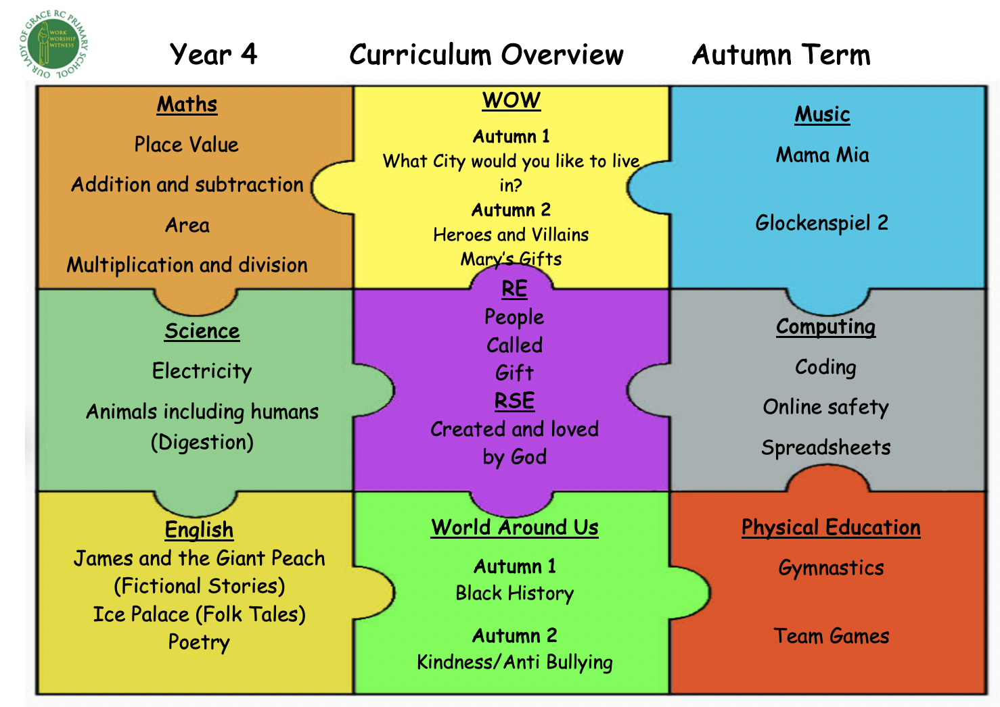 OUR LADY OF GRACE RC PRIMARY SCHOOL
WORK
WORSHIP
WITNESS
Year 4 Curriculum Overview Autumn Term
Maths
Place Value
Addition and subtraction
Area
Multiplication and division
WOW
Autumn 1
What City would you like to live
in?
Autumn 2
Heroes and Villains
Mary's Gifts
Music
Mama Mia
Glockenspiel 2
Science
Electricity
Animals including humans
(Digestion)
RE
People
Called
Gift
RSE
Created and loved
by God
Computing
Coding
Online safety
Spreadsheets
English
James and the Giant Peach
(Fictional Stories)
Ice Palace (Folk Tales)
Poetry
World Around Us
Autumn 1
Black History
Autumn 2
Kindness/Anti Bullying
Physical Education
Gymnastics
Team Games